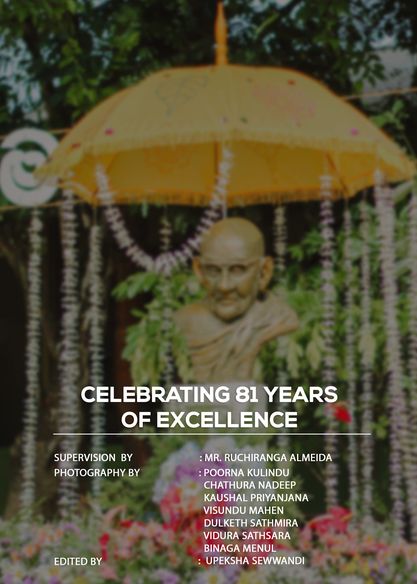 CELEBRATING 81 YEARS
OF EXCELLENCE
SUPERVISION BY : MR. RUCHIRANGA ALMEIDA
PHOTOGRAPHY BY : POORNA KULINDU
CHATHURA NADEEP
KAUSHAL PRIYANJANA
VISUNDU MAHEN
DULKETH SATHMIRA
VIDURA SATHSARA
BINAGA MENUL
EDITED BY : UPEKSHA SEWWANDI